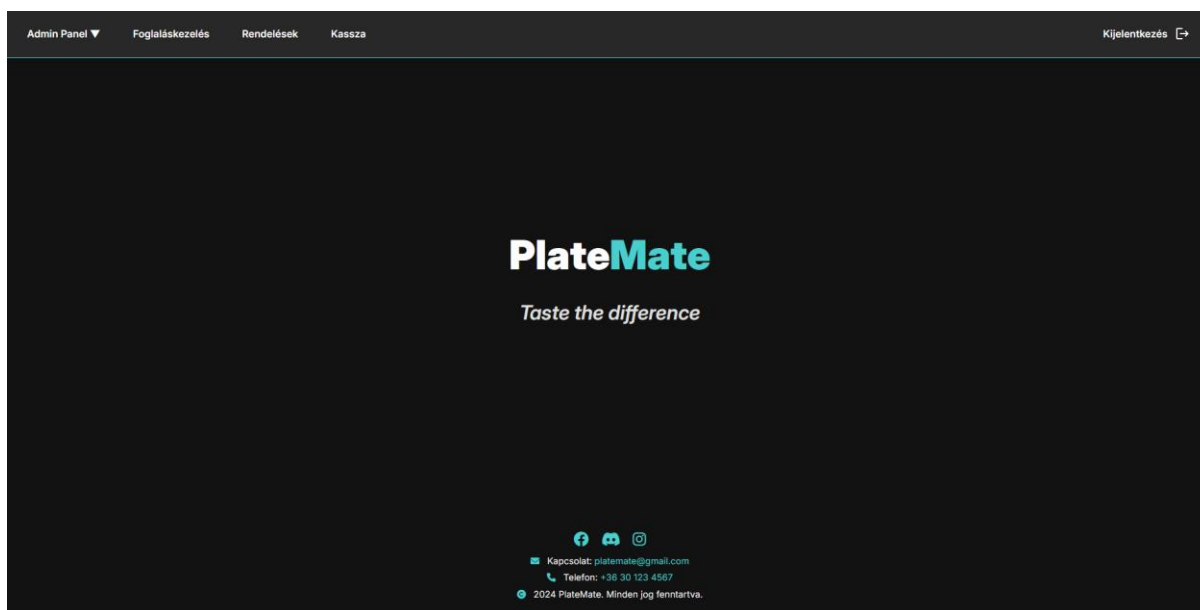 Admin Panel ▼ Foglaláskezelés Rendelések Kassza Kijelentkezés
PlateMate
Taste the difference
Kapcsolat: platemate@gmail.com
Telefon: +36 30 123 4567
© 2024 PlateMate. Minden jog fenntartva.